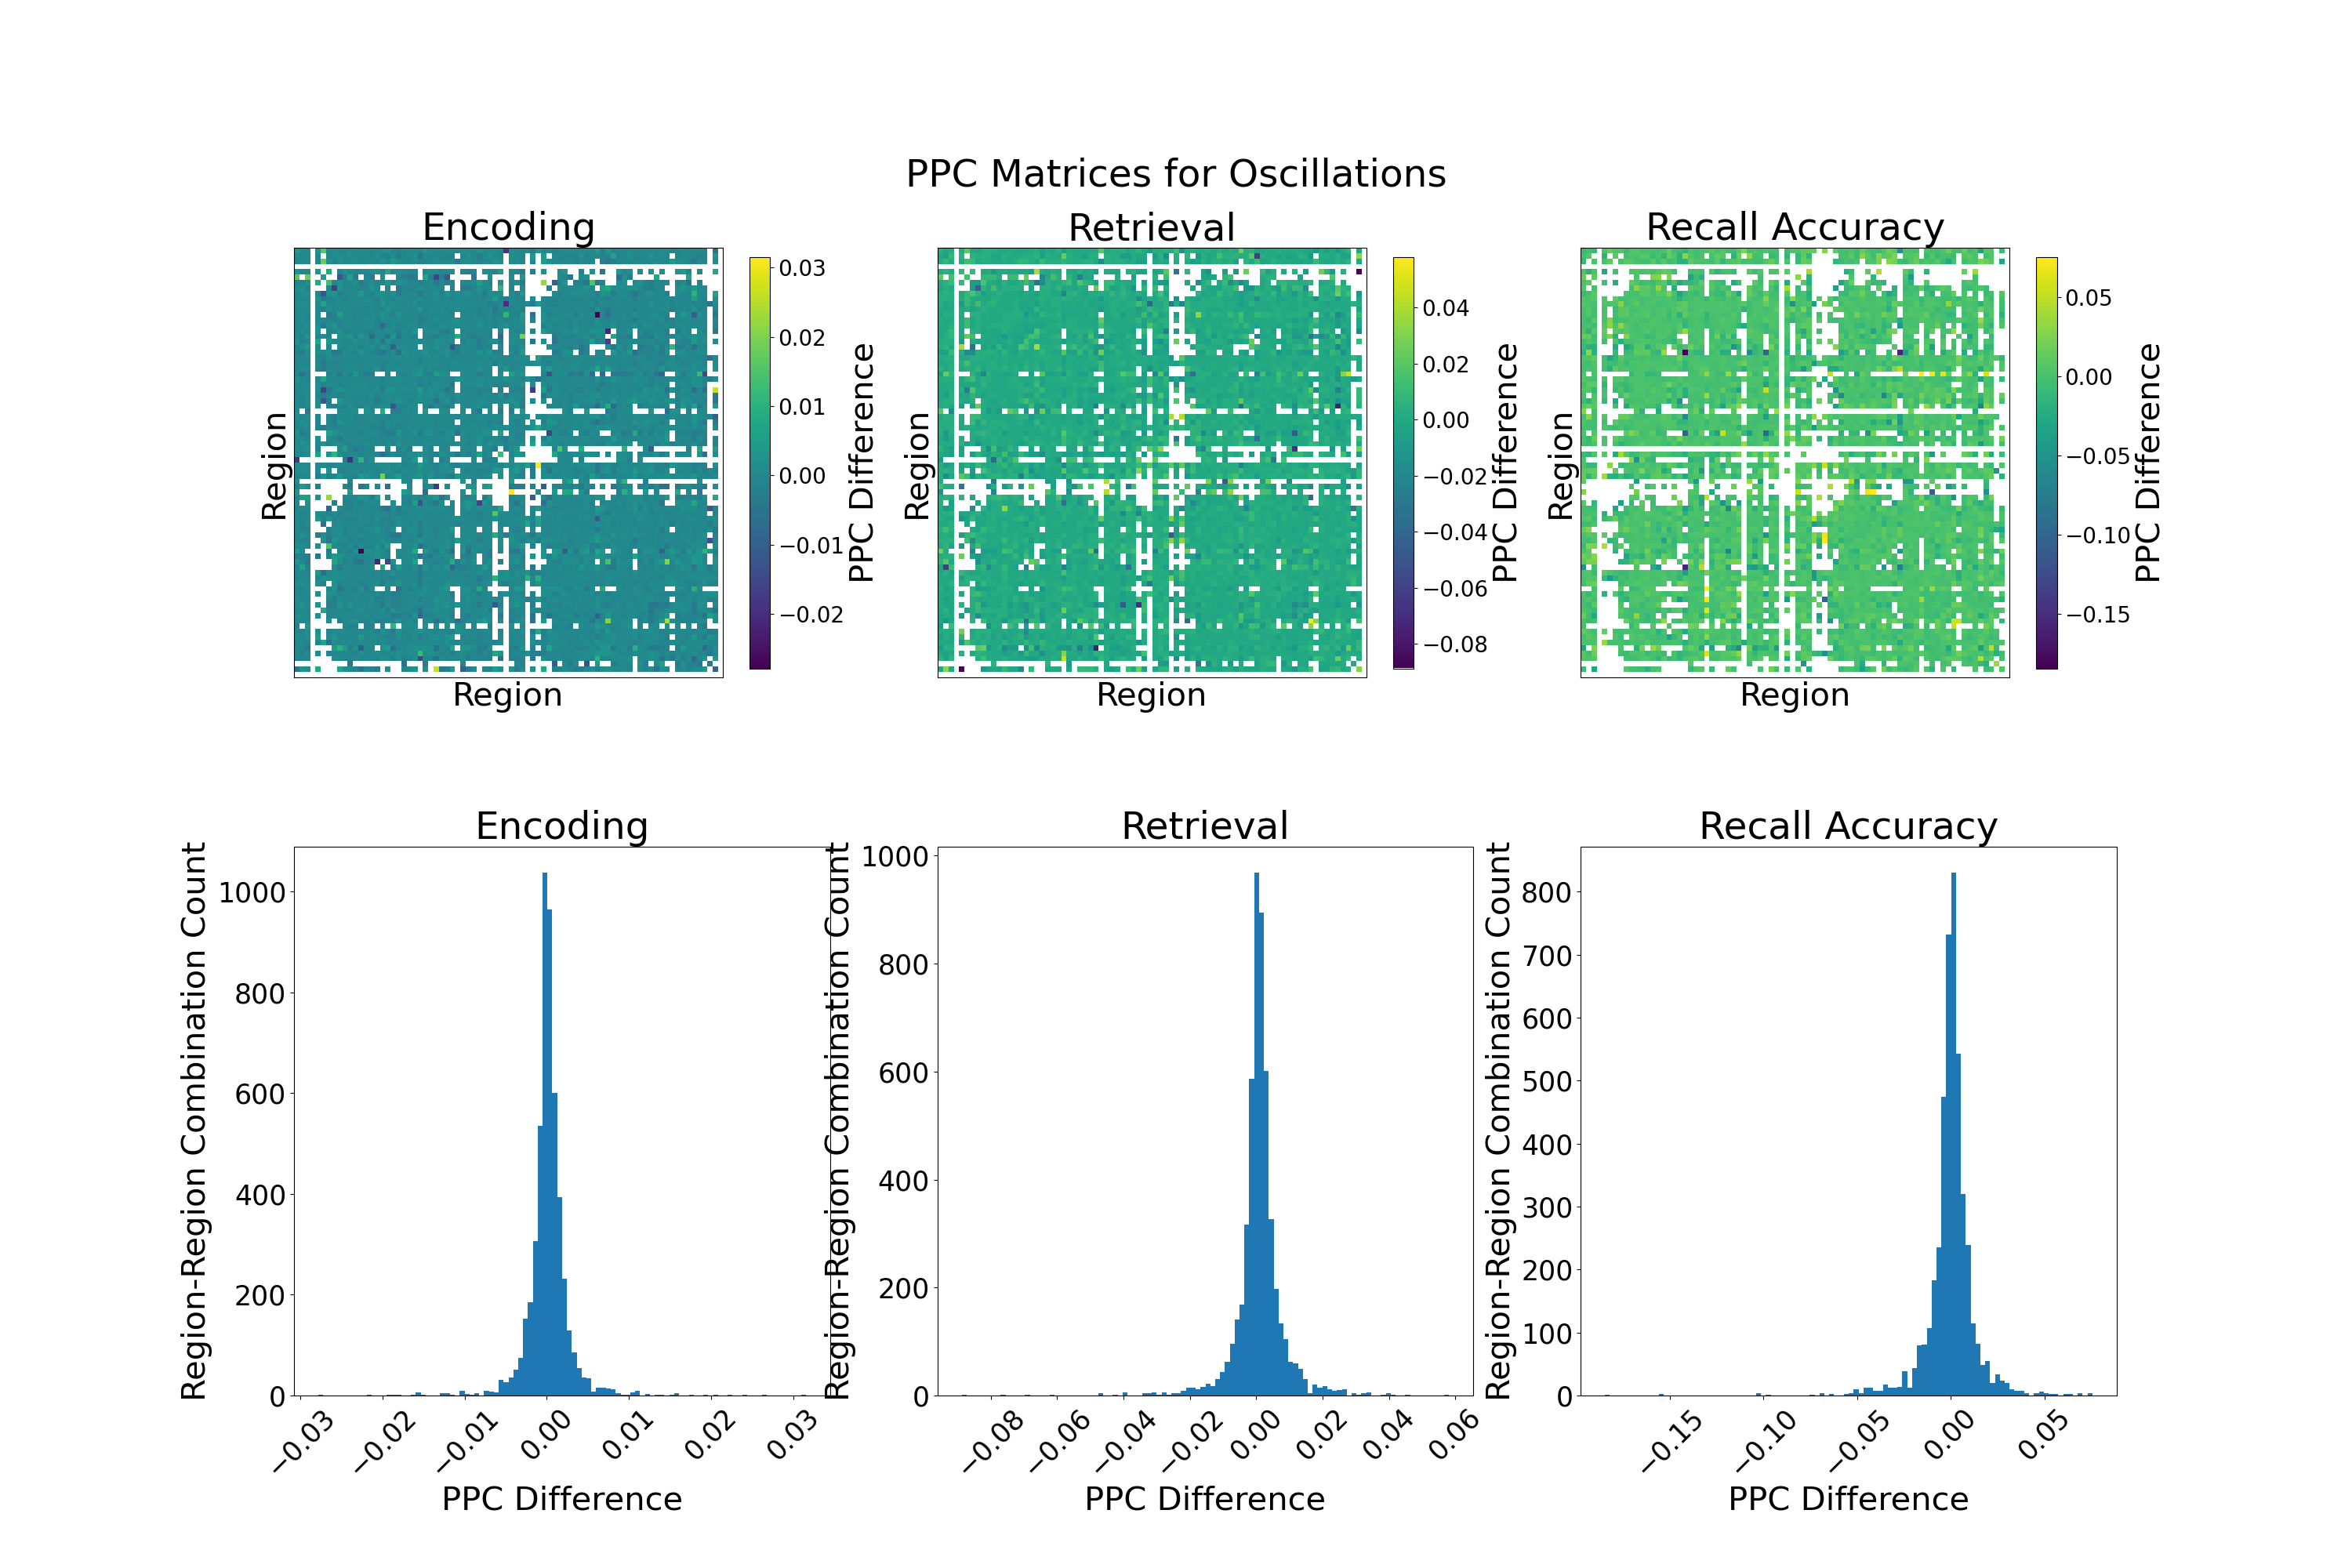 PPC Matrices for Oscillations
Encoding
Region
Region
0.03
0.02
0.01
0.00
−0.01
−0.02
PPC Difference
Retrieval
Region
Region
0.04
0.02
0.00
−0.02
−0.04
−0.06
−0.08
PPC Difference
Recall Accuracy
Region
Region
0.05
0.00
−0.05
−0.10
−0.15
PPC Difference
Encoding
Region-Region Combination Count
1000
800
600
400
200
0
−0.03
−0.02
−0.01
0.00
0.01
0.02
0.03
PPC Difference
Retrieval
Region-Region Combination Count
1000
800
600
400
200
0
−0.08
−0.06
−0.04
−0.02
0.00
0.02
0.04
0.06
PPC Difference
Recall Accuracy
Region-Region Combination Count
800
700
600
500
400
300
200
100
0
−0.15
−0.10
−0.05
0.00
0.05
PPC Difference